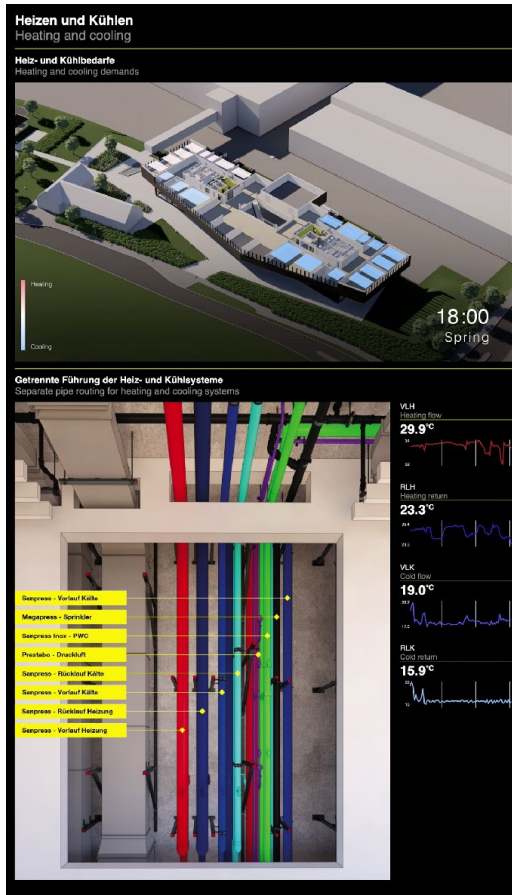 Heizen und Kühlen
Heating and cooling
Heiz- und Kühlbedarfe
Heating and cooling demands
Heating
Cooling
18:00
Spring
Getrennte Führung der Heiz- und Kühlsysteme
Separate pipe routing for heating and cooling systems
VLH
Heating flow
29.9°C
RLH
Heating return
23.3°C
VLK
Cold flow
19.0°C
17.5
RLK
Cold return
15.9°C
15
Sanpress - Vorlauf Kälte
Megapress - Sprinkler
Sanpress Inox - PWC
Prestabo - Druckluft
Sanpress - Rücklauf Kälte
Sanpress - Vorlauf Kälte
Sanpress - Rücklauf Heizung
Sanpress - Vorlauf Heizung